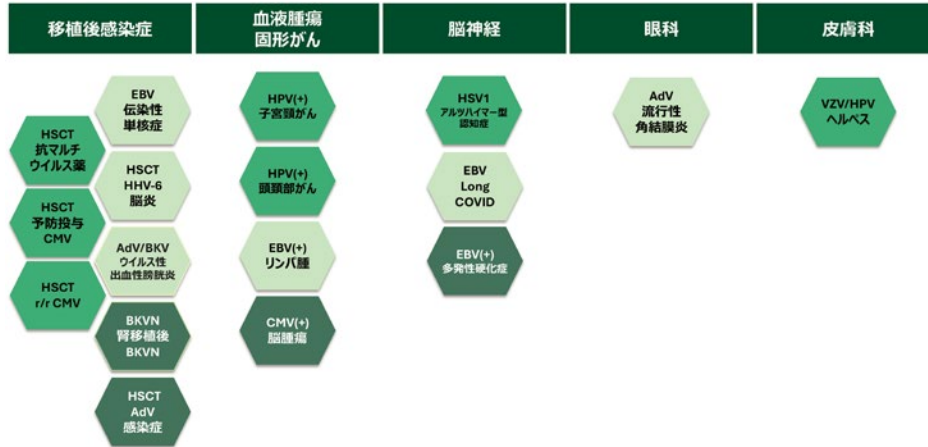 移植後感染症
血液腫瘍
固形がん
脳神経
眼科
皮膚科
HSCT
抗マルチ
ウイルス薬
HSCT
予防投与
CMV
HSCT
r/r CMV
EBV
伝染性
単核症
HSCT
HHV-6
脳炎
AdV/BKV
ウイルス性
出血性膀胱炎
BKVN
腎移植後
BKVN
HSCT
AdV
感染症
HPV(+)
子宮頸がん
HPV(+)
頭頸部がん
EBV(+)
リンパ腫
CMV(+)
脳腫瘍
HSV1
アルツハイマー型
認知症
EBV
Long
COVID
EBV(+)
多発性硬化症
AdV
流行性
角結膜炎
VZV/HPV
ヘルペス